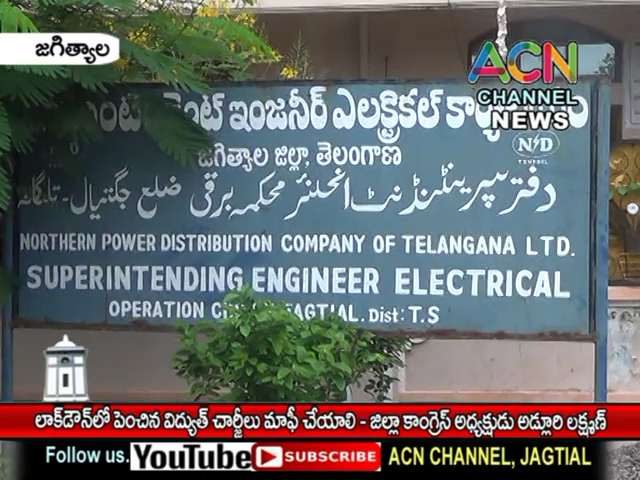 జగిత్యాల
ACN
CHANNEL
NEWS
ఇంజనీర్ ఎలక్ట్రికల్
జగిత్యాల జిల్లా, తెలంగాణ
دفتر سپرینٹنڈنٹ انجنئیر محکمہ برقی ضلع جگتیال - تلنگانہ
NORTHERN POWER DISTRIBUTION COMPANY OF TELANGANA LTD.
SUPERINTENDING ENGINEER ELECTRICAL
OPERATION JAGTIAL. Dist: T.S
లాక్‌డౌన్‌లో పెంచిన విద్యుత్ చార్జీలు మాఫీ చేయాలి - జిల్లా కాంగ్రెస్ అధ్యక్షుడు అడ్లూరి లక్ష్మణ్
Follow us. YouTube SUBSCRIBE ACN CHANNEL, JAGTIAL